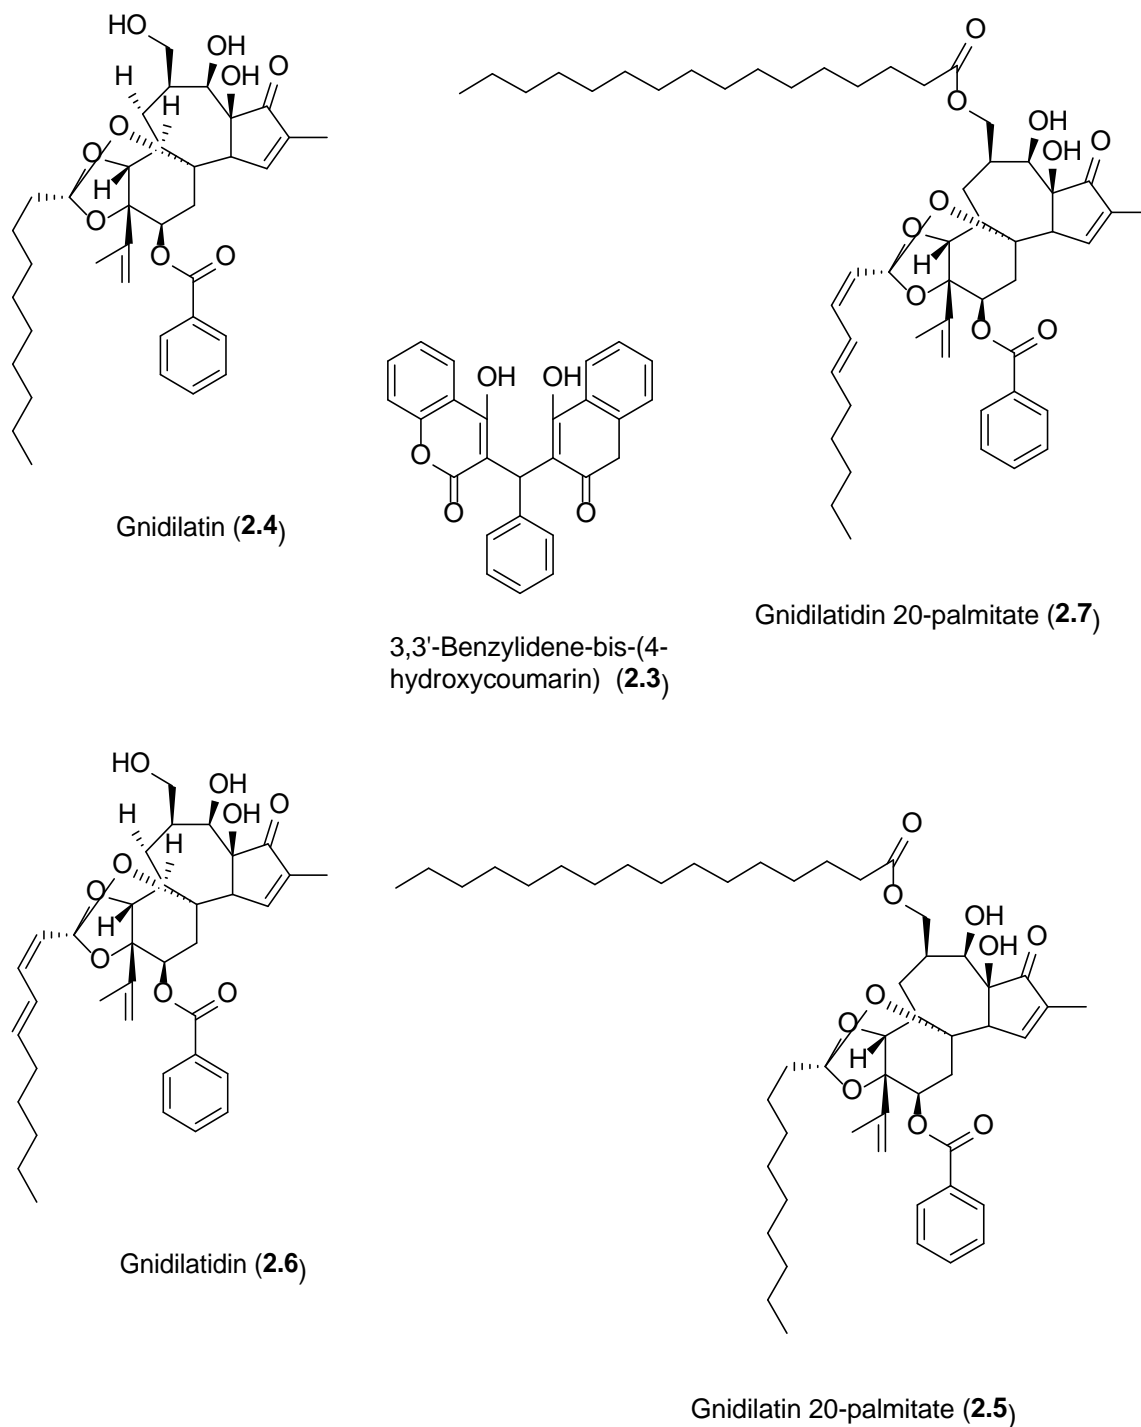 HO
OH
H
OH
O
H
O
O
H
O
O
O
Gnidilatin (2.4)
O
O
OH
OH
O
O
O
H
O
O
O
Gnidilatidin 20-palmitate (2.7)
OH
OH
O
O
O
3,3'-Benzylidene-bis-(4-
hydroxycoumarin) (2.3)
HO
OH
H
OH
O
H
O
O
H
O
O
O
Gnidilatidin (2.6)
O
O
OH
OH
O
O
O
H
O
O
O
Gnidilatin 20-palmitate (2.5)